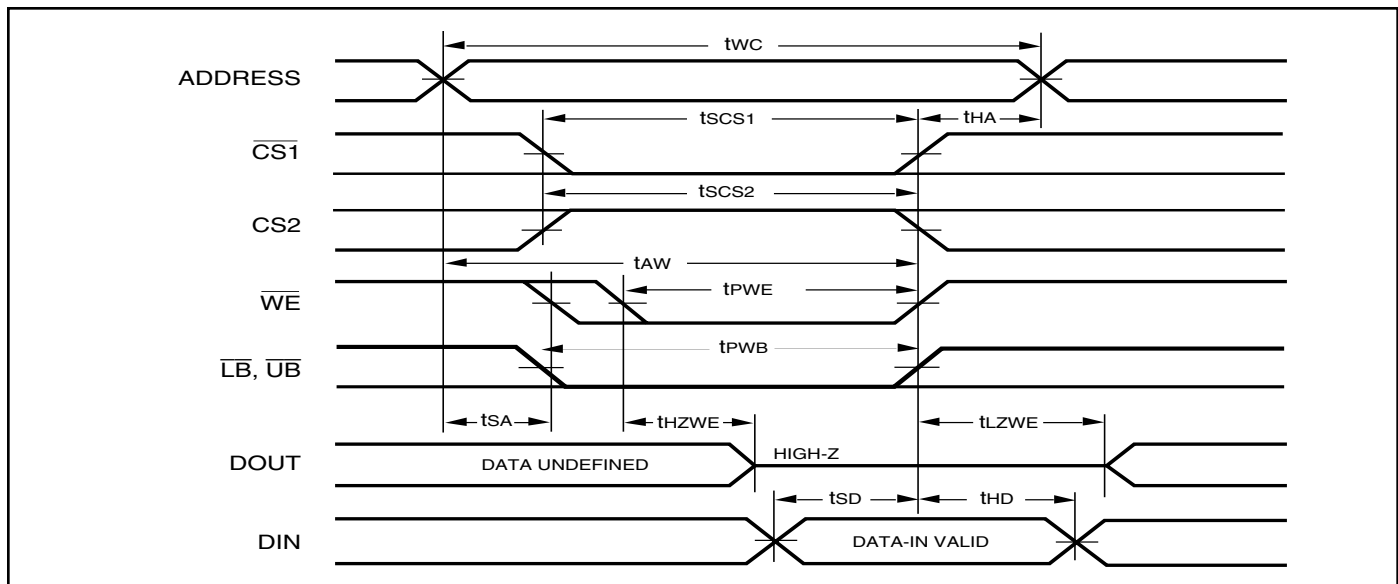 tWC
ADDRESS
tSCS1
tHA
CS1
tSCS2
CS2
tAW
WE
tPWE
tPWB
LB, UB
tSA
tHZWE
tLZWE
DOUT
DATA UNDEFINED
HIGH-Z
tSD
tHD
DIN
DATA-IN VALID